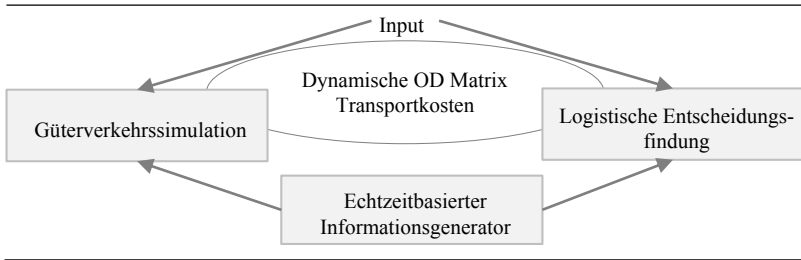 Input
Dynamische OD Matrix
Transportkosten
Güterverkehrssimulation
Logistische Entscheidungs-
findung
Echtzeitbasierter
Informationsgenerator